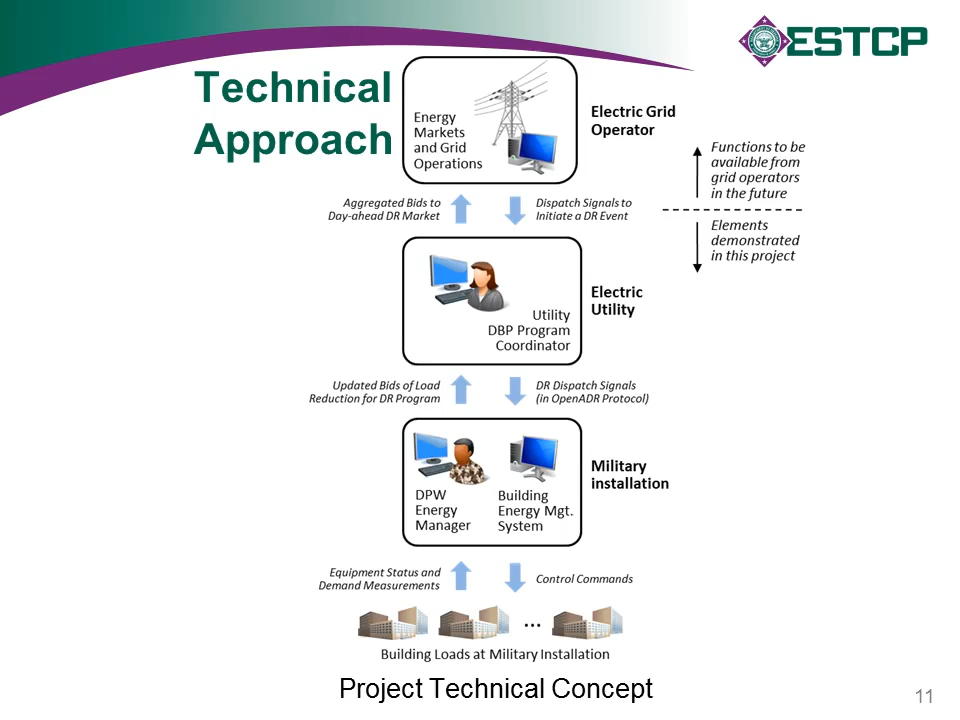 ESTCP
Technical
Approach
Energy
Markets
and Grid
Operations
Electric Grid
Operator
Functions to be
available from
grid operators
in the future
Aggregated Bids to
Day-ahead DR Market
Dispatch Signals to
Initiate a DR Event
Elements
demonstrated
in this project
Utility
DBP Program
Coordinator
Electric
Utility
Updated Bids of Load
Reduction for DR Program
DR Dispatch Signals
(in OpenADR Protocol)
DPW
Energy
Manager
Building
Energy Mgt.
System
Military
installation
Equipment Status and
Demand Measurements
Control Commands
...
Building Loads at Military Installation
Project Technical Concept
11